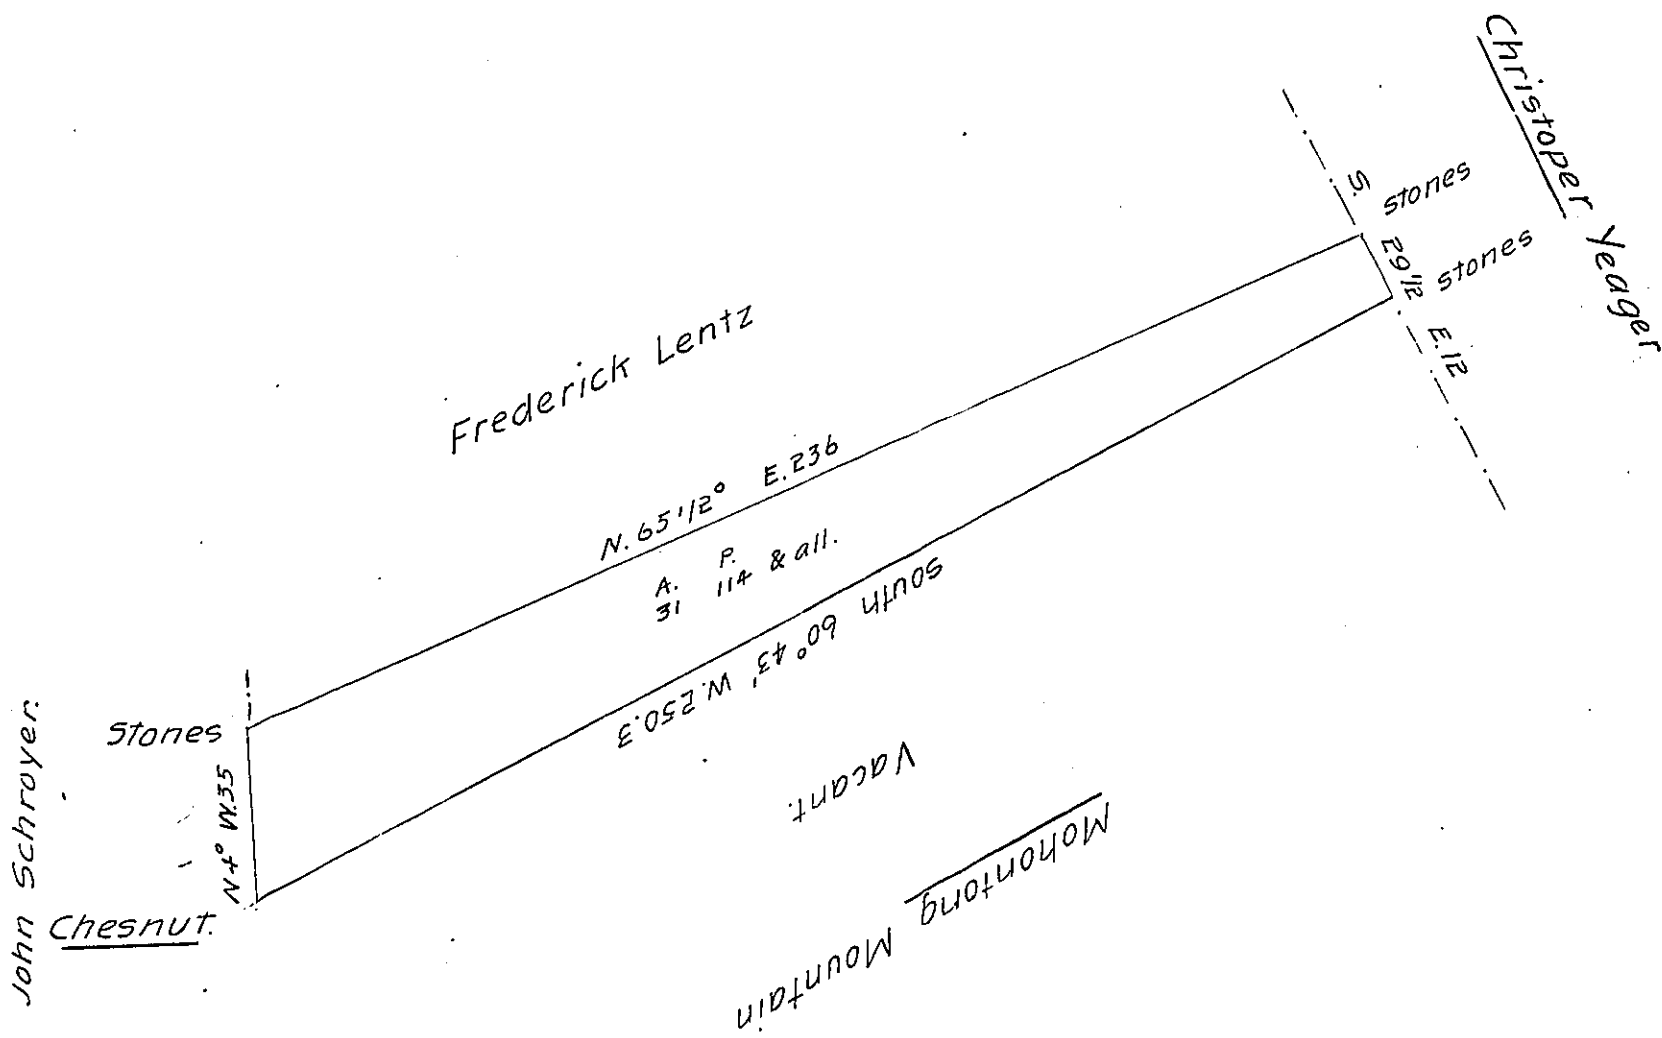 Christoper Yeager
S. 29 1/2 E. 12
stones
stones
Frederick Lentz
N. 65 1/2° E. 236
A. P.
31 114 & all.
South 60° 43' W. 250.3
Vacant.
Mohontong Mountain
Stones
N 4° W. 35
Chesnut.
John Schroyer.